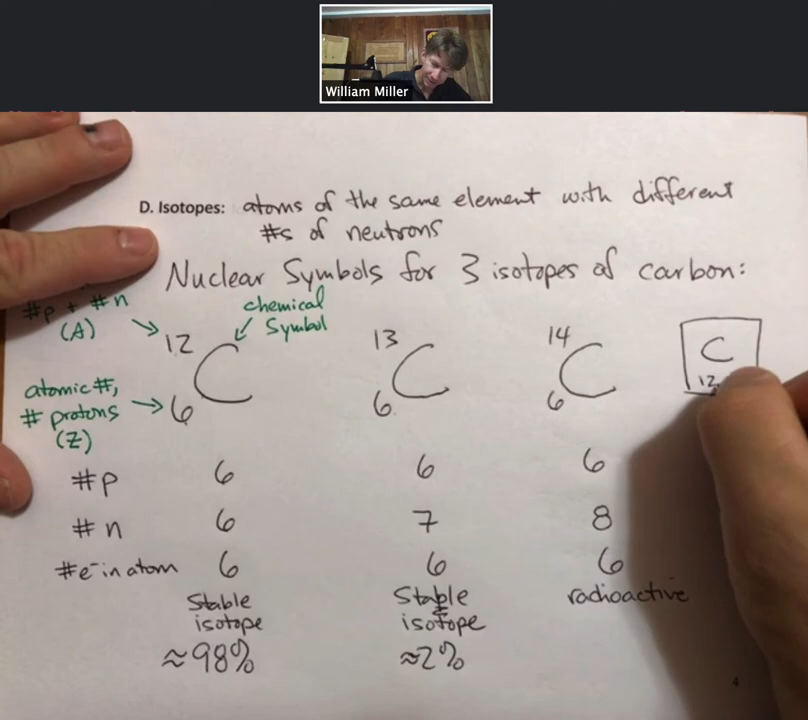 William Miller
D. Isotopes: atoms of the same element with different
#s of neutrons
Nuclear Symbols for 3 isotopes of carbon:
#p + #n
(A)
chemical
Symbol
12 C 13 C 14 C C
6 6 6 12
atomic #,
# protons
(Z)
#p 6 6 6
#n 6 7 8
#e- in atom 6 6 6
Stable Stable radioactive
isotope isotope
≈98% ≈2%
4